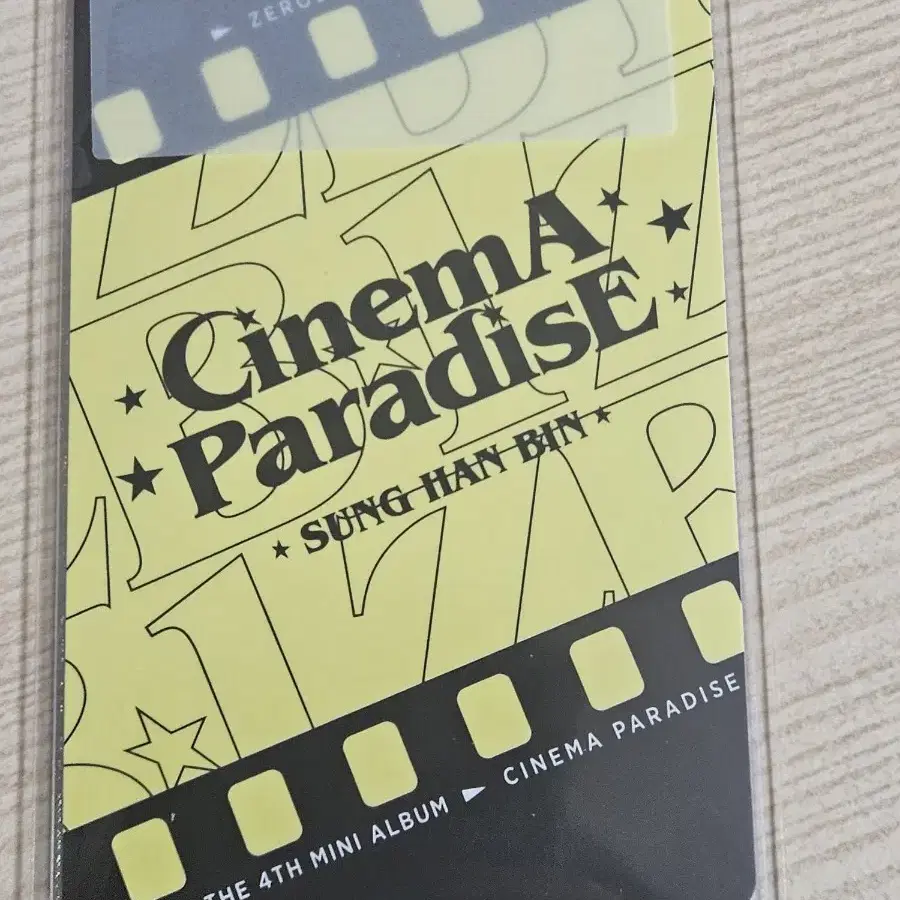 CinemA
ParadisE
SUNG HAN BIN
THE 4TH MINI ALBUM ▶ CINEMA PARADISE